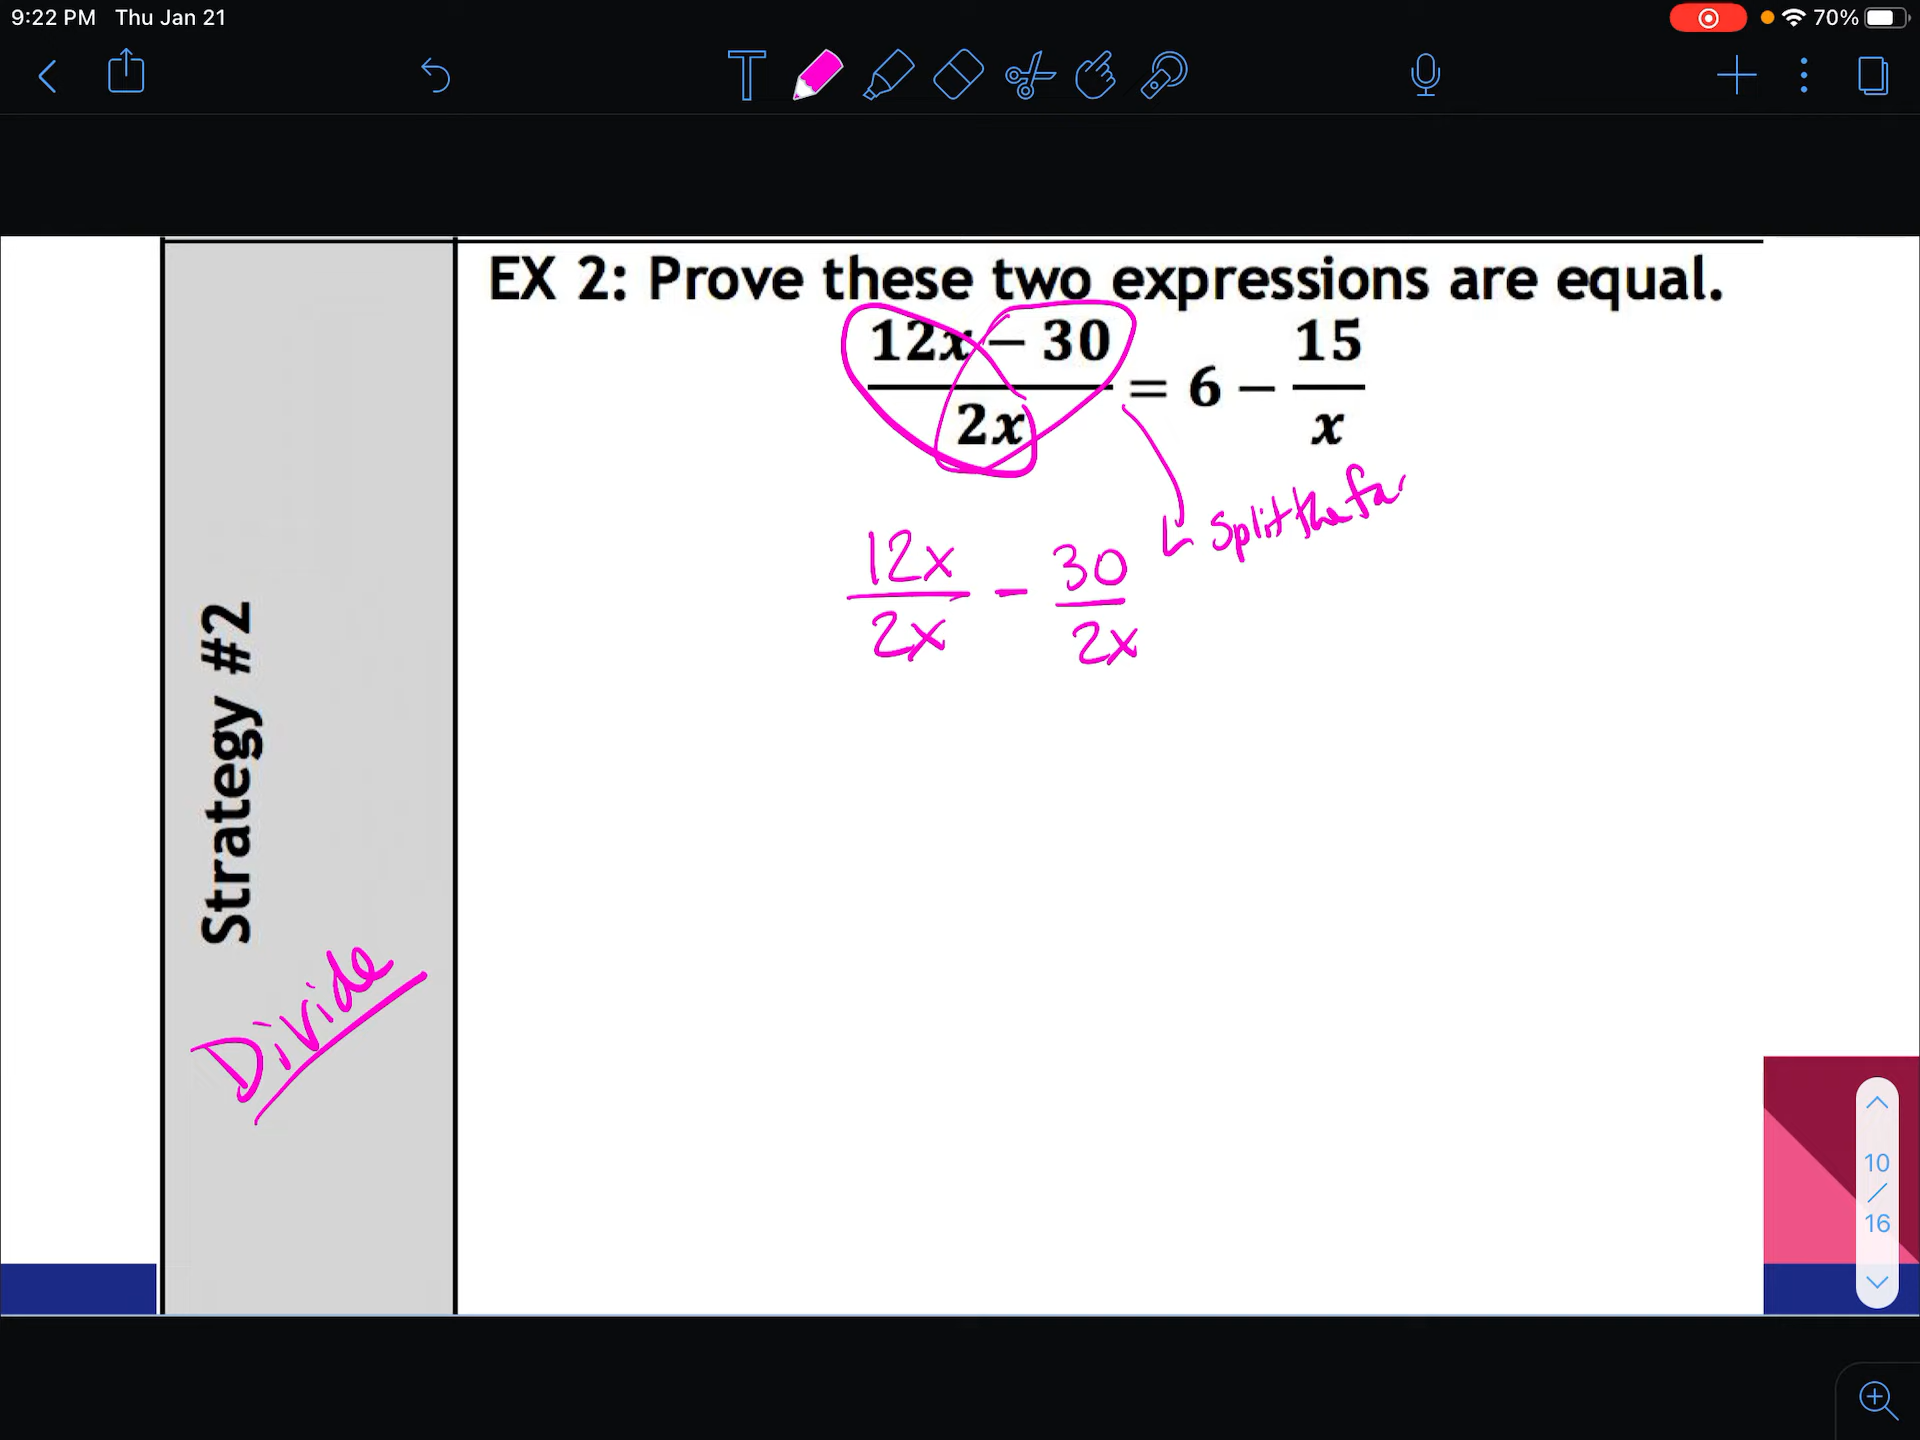 9:22 PM Thu Jan 21
70%
EX 2: Prove these two expressions are equal.
12x – 30
2x
= 6 –
15
x
Split the
12x
2x
–
30
2x
Strategy #2
Divide
10
/
16